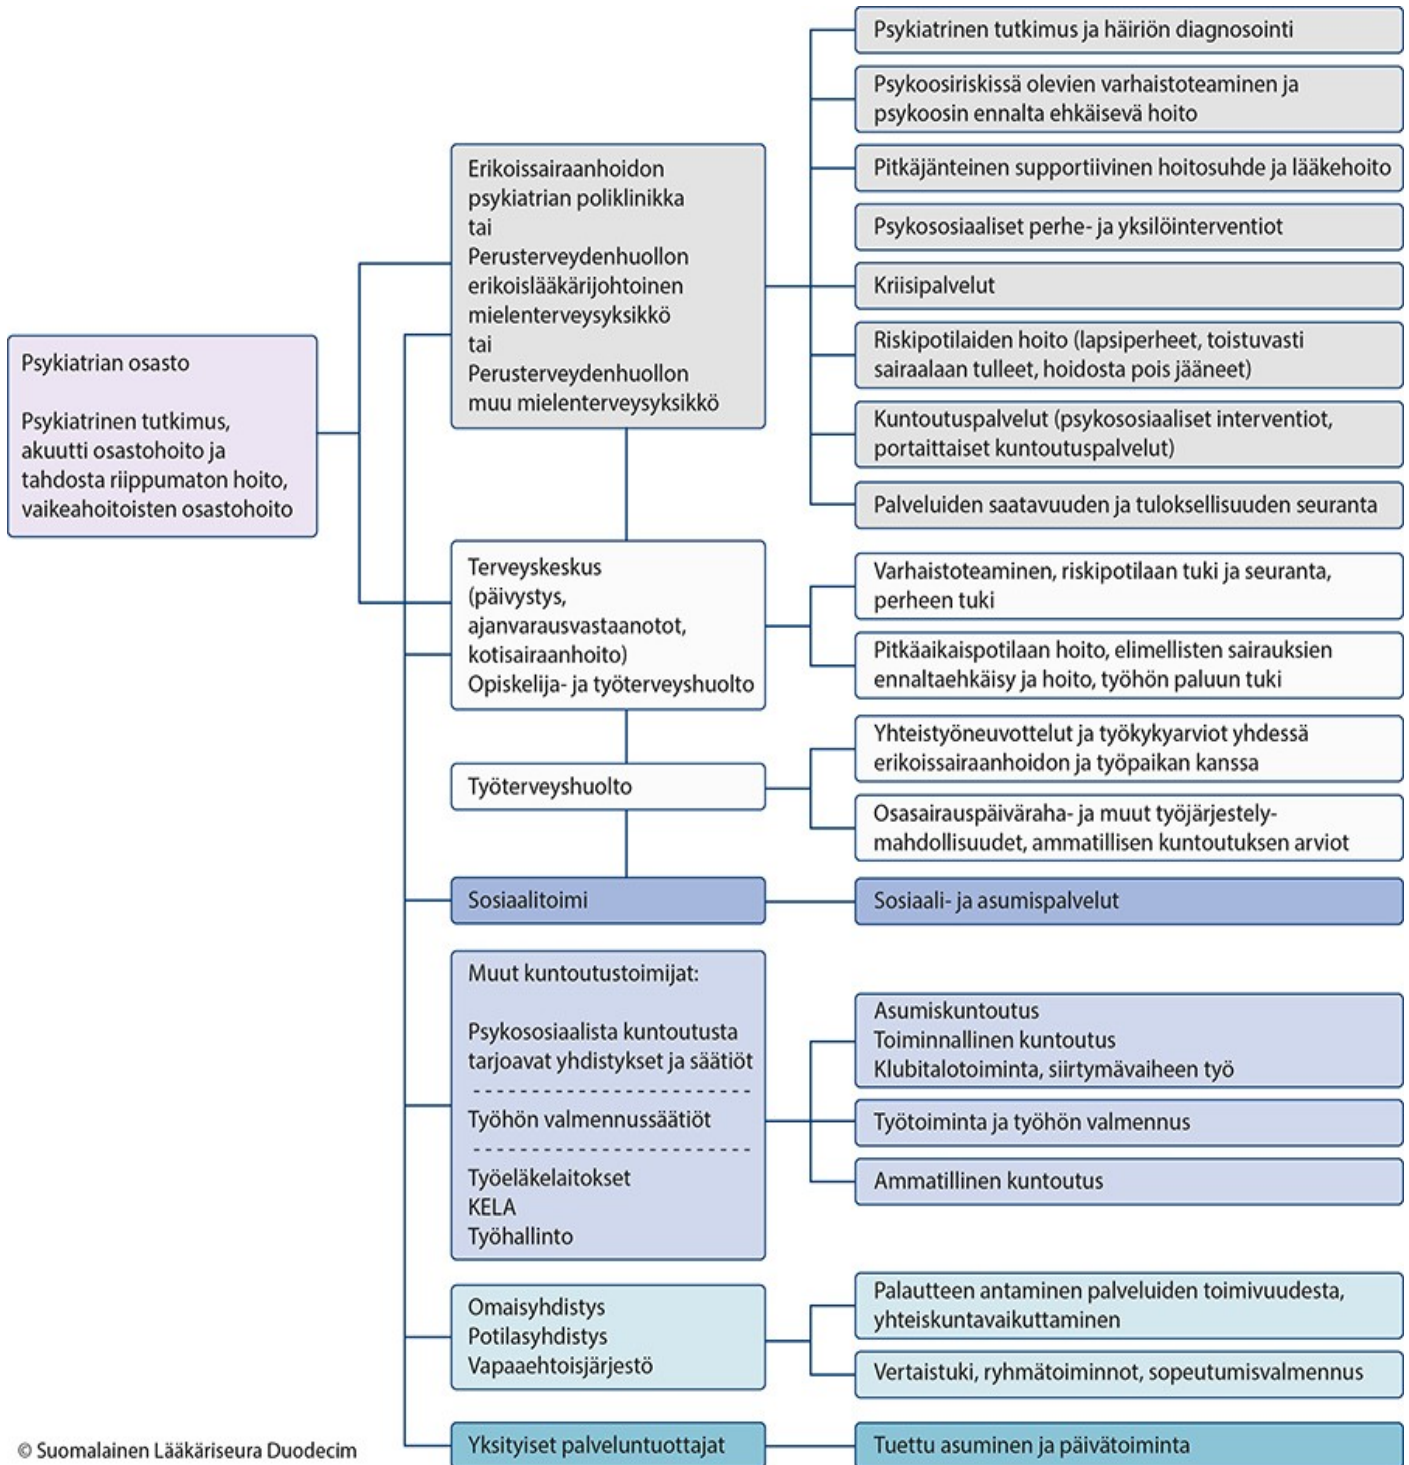 Psykiatrian osasto
Psykiatrinen tutkimus,
akuutti osastohoito ja
tahdosta riippumaton hoito,
vaikeahoitoisten osastohoito
Erikoissairaanhoidon
psykiatrian poliklinikka
tai
Perusterveydenhuollon
erikoislääkärijohtoinen
mielenterveysyksikkö
tai
Perusterveydenhuollon
muu mielenterveysyksikkö
Psykiatrinen tutkimus ja häiriön diagnosointi
Psykoosiriskissä olevien varhaistoteaminen ja
psykoosin ennalta ehkäisevä hoito
Pitkäjänteinen supportiivinen hoitosuhde ja lääkehoito
Psykososiaaliset perhe- ja yksilöinterventiot
Kriisipalvelut
Riskipotilaiden hoito (lapsiperheet, toistuvasti
sairaalaan tulleet, hoidosta pois jääneet)
Kuntoutuspalvelut (psykososiaaliset interventiot,
portaittaiset kuntoutuspalvelut)
Palveluiden saatavuuden ja tuloksellisuuden seuranta
Terveyskeskus
(päivystys,
ajanvarausvastaanotot,
kotisairaanhoito)
Opiskelija- ja työterveyshuolto
Varhaistoteaminen, riskipotilaan tuki ja seuranta,
perheen tuki
Pitkäaikaispotilaan hoito, elimellisten sairauksien
ennaltaehkäisy ja hoito, työhön paluun tuki
Työterveyshuolto
Yhteistyöneuvottelut ja työkykyarviot yhdessä
erikoissairaanhoidon ja työpaikan kanssa
Osasairauspäiväraha- ja muut työjärjestely-
mahdollisuudet, ammatillisen kuntoutuksen arviot
Sosiaalitoimi
Sosiaali- ja asumispalvelut
Muut kuntoutustoimijat:
Psykososiaalista kuntoutusta
tarjoavat yhdistykset ja säätiöt
Työhön valmennussäätiöt
Työeläkelaitokset
KELA
Työhallinto
Asumiskuntoutus
Toiminnallinen kuntoutus
Klubitalotoiminta, siirtymävaiheen työ
Työtoiminta ja työhön valmennus
Ammatillinen kuntoutus
Omaisyhdistys
Potilasyhdistys
Vapaaehtoisjärjestö
Palautteen antaminen palveluiden toimivuudesta,
yhteiskuntavaikuttaminen
Vertaistuki, ryhmätoiminnot, sopeutumisvalmennus
Yksityiset palveluntuottajat
Tuettu asuminen ja päivätoiminta
© Suomalainen Lääkäriseura Duodecim